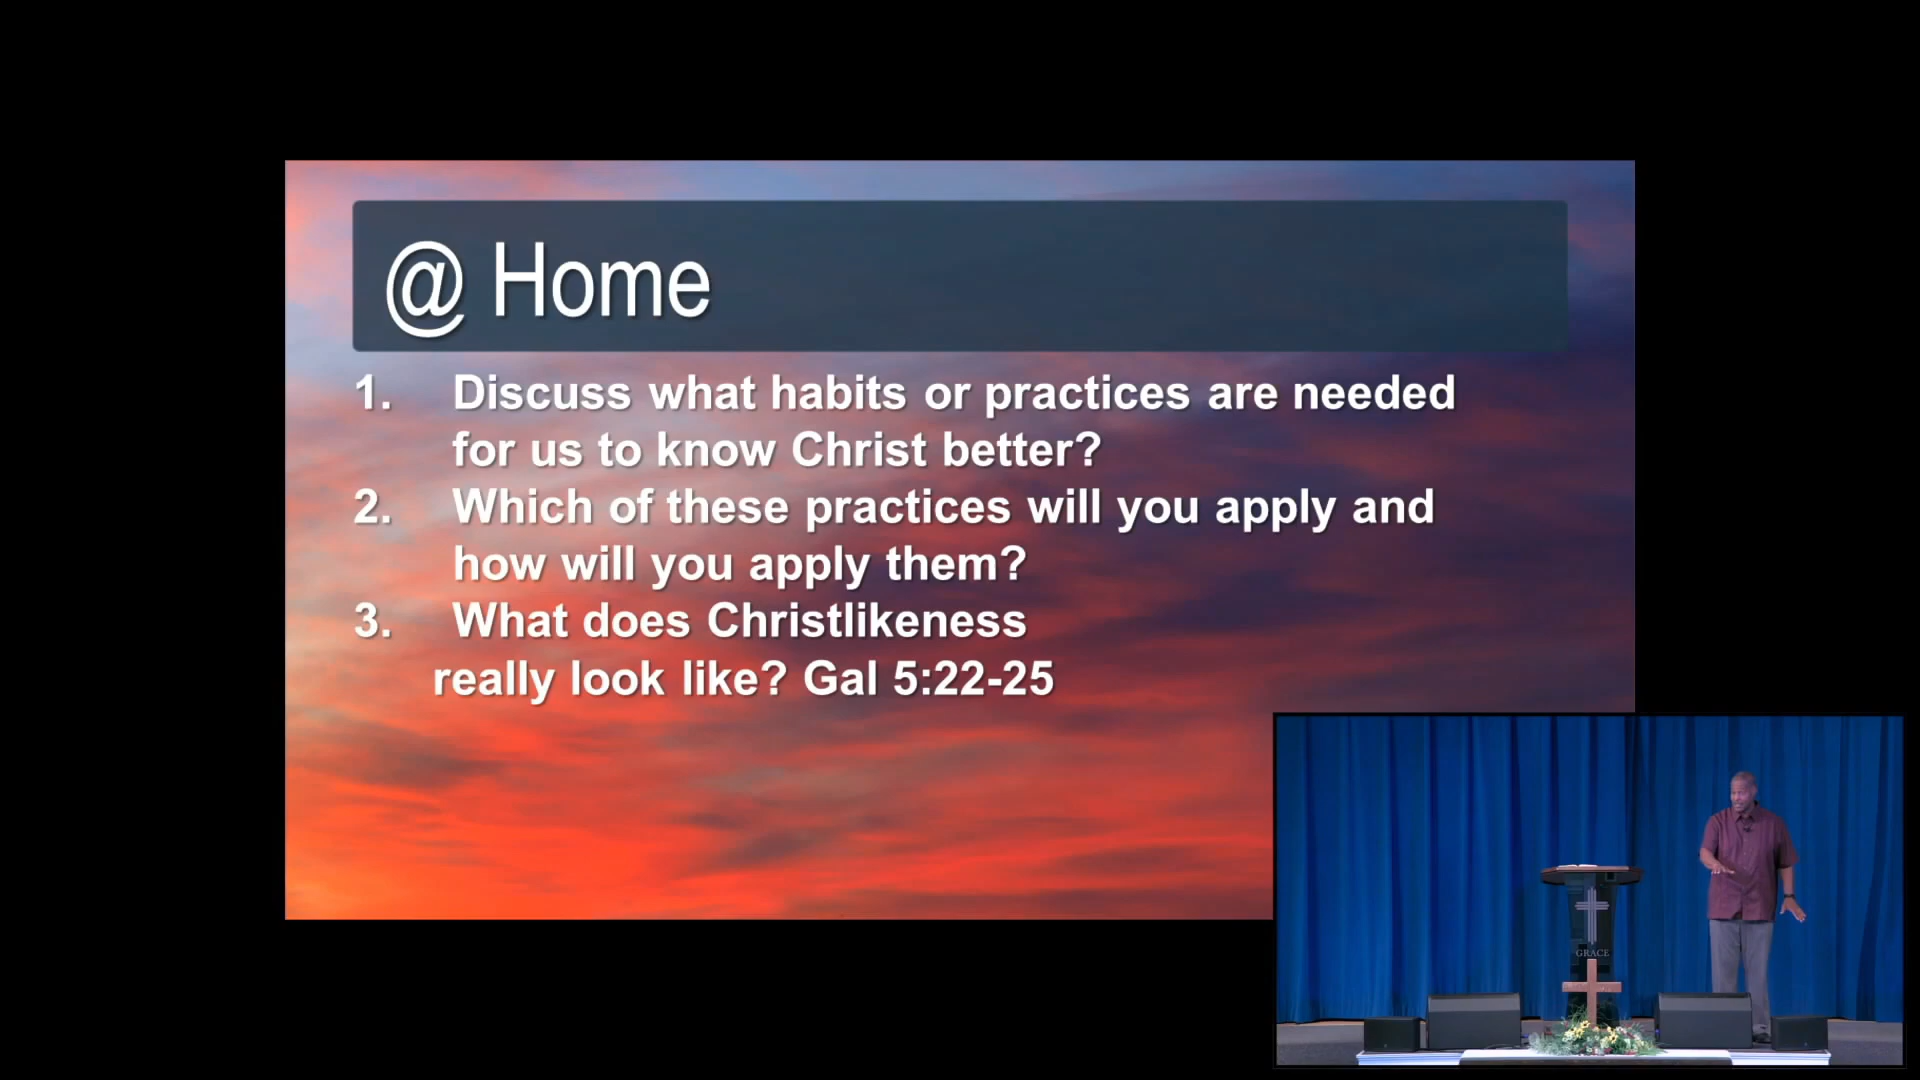 @ Home
1. Discuss what habits or practices are needed
for us to know Christ better?
2. Which of these practices will you apply and
how will you apply them?
3. What does Christlikeness
really look like? Gal 5:22-25
GRACE